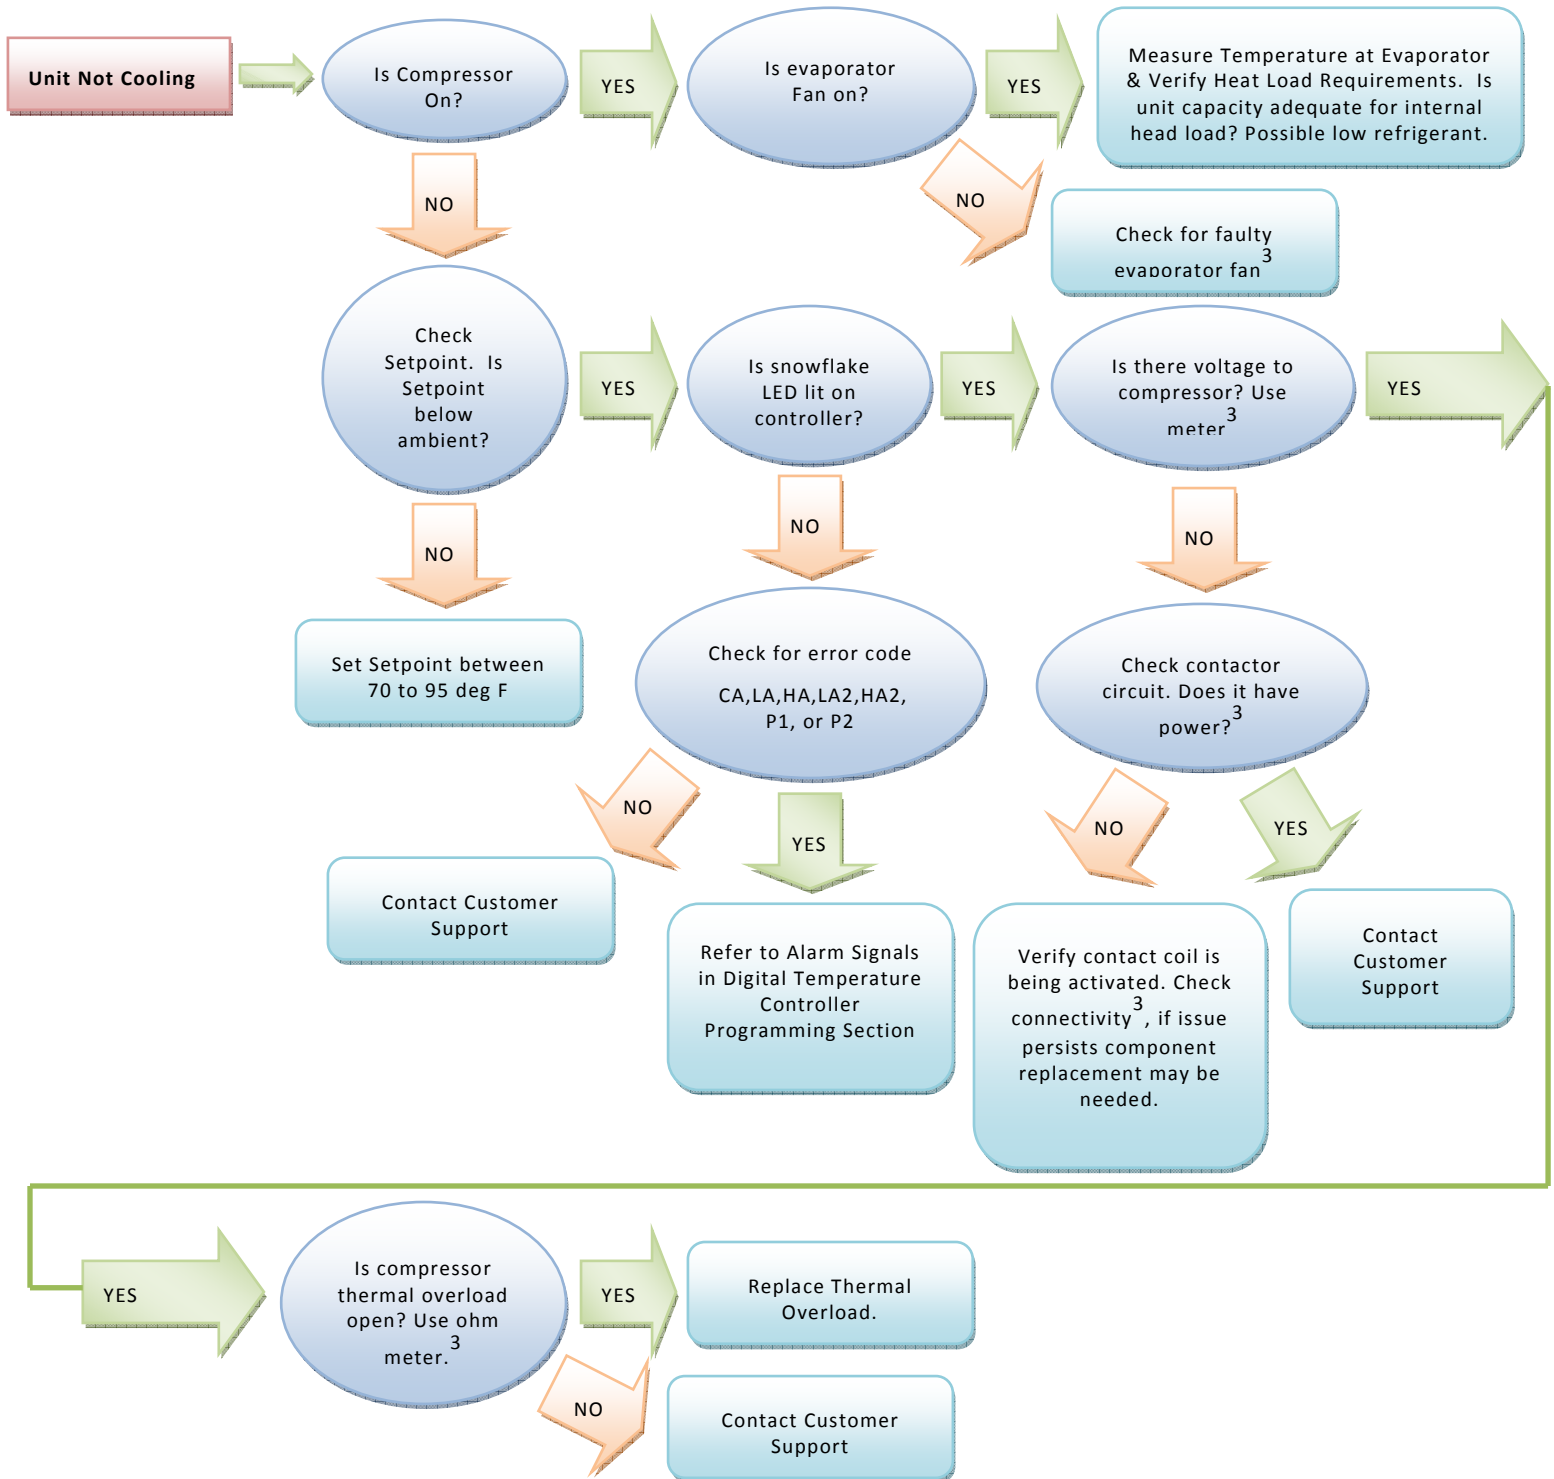 Unit Not Cooling
Is Compressor
On?
YES
Is evaporator
Fan on?
YES
Measure Temperature at Evaporator
& Verify Heat Load Requirements. Is
unit capacity adequate for internal
head load? Possible low refrigerant.
NO
NO
Check for faulty
evaporator fan3
Check
Setpoint. Is
Setpoint
below
ambient?
YES
Is snowflake
LED lit on
controller?
YES
Is there voltage to
compressor? Use
meter3
YES
NO
NO
NO
Set Setpoint between
70 to 95 deg F
Check for error code
CA,LA,HA,LA2,HA2,
P1, or P2
Check contactor
circuit. Does it have
power?3
NO
YES
NO
YES
Contact Customer
Support
Refer to Alarm Signals
in Digital Temperature
Controller
Programming Section
Verify contact coil is
being activated. Check
connectivity3, if issue
persists component
replacement may be
needed.
Contact
Customer
Support
YES
Is compressor
thermal overload
open? Use ohm
meter.3
YES
Replace Thermal
Overload.
NO
Contact Customer
Support